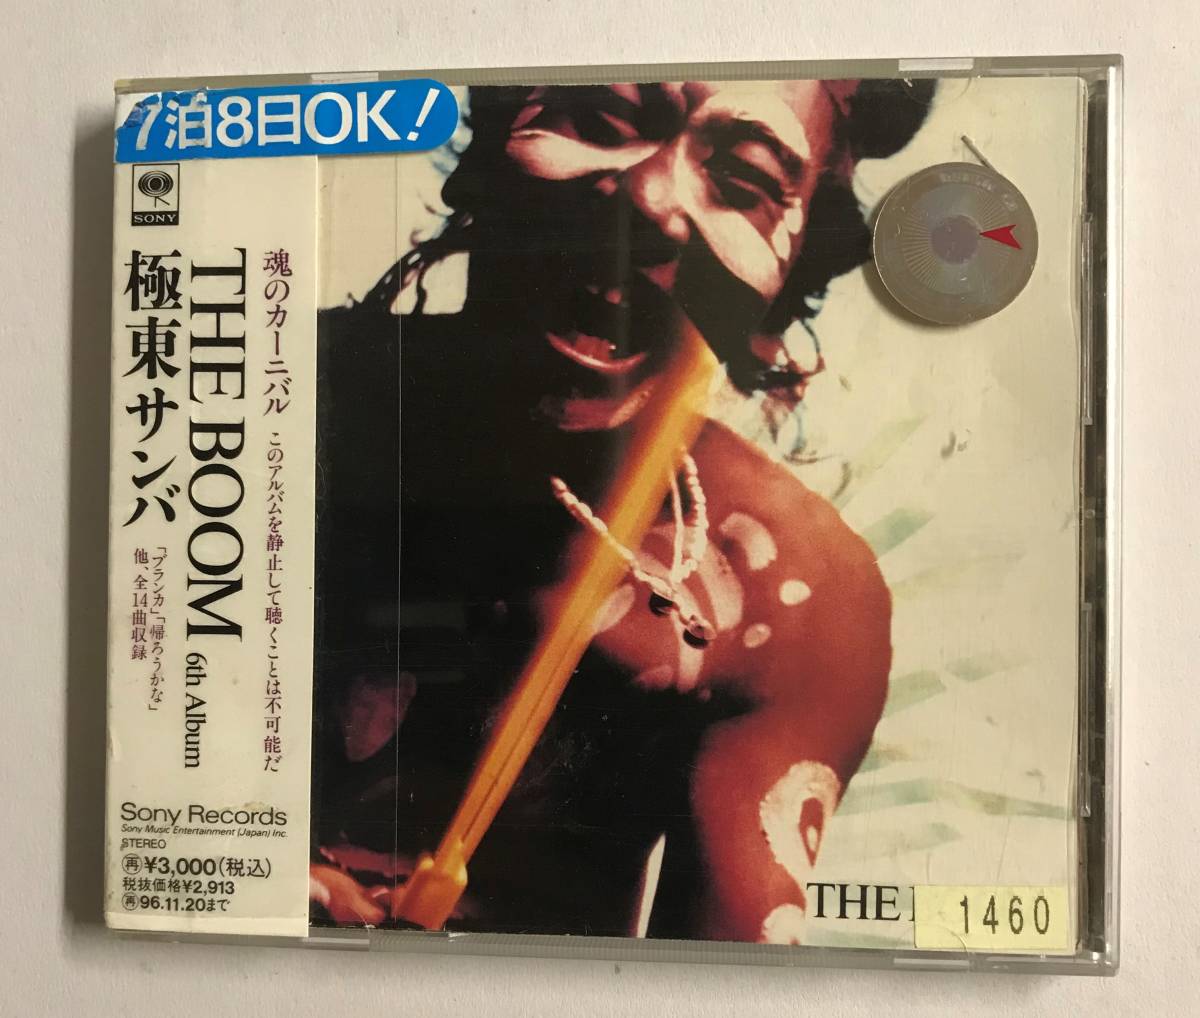 7泊8日OK!
SONY
魂のカーニバル このアルバムを静止して聴くことは不可能だ
THE BOOM 6th Album
極東サンバ
「ブランカ」「帰ろうかな」
他、全14曲収録
Sony Records
Sony Music Entertainment (Japan) Inc.
STEREO
再¥3,000(税込)
税抜価格¥2,913
再96.11.20まで
THE
1460